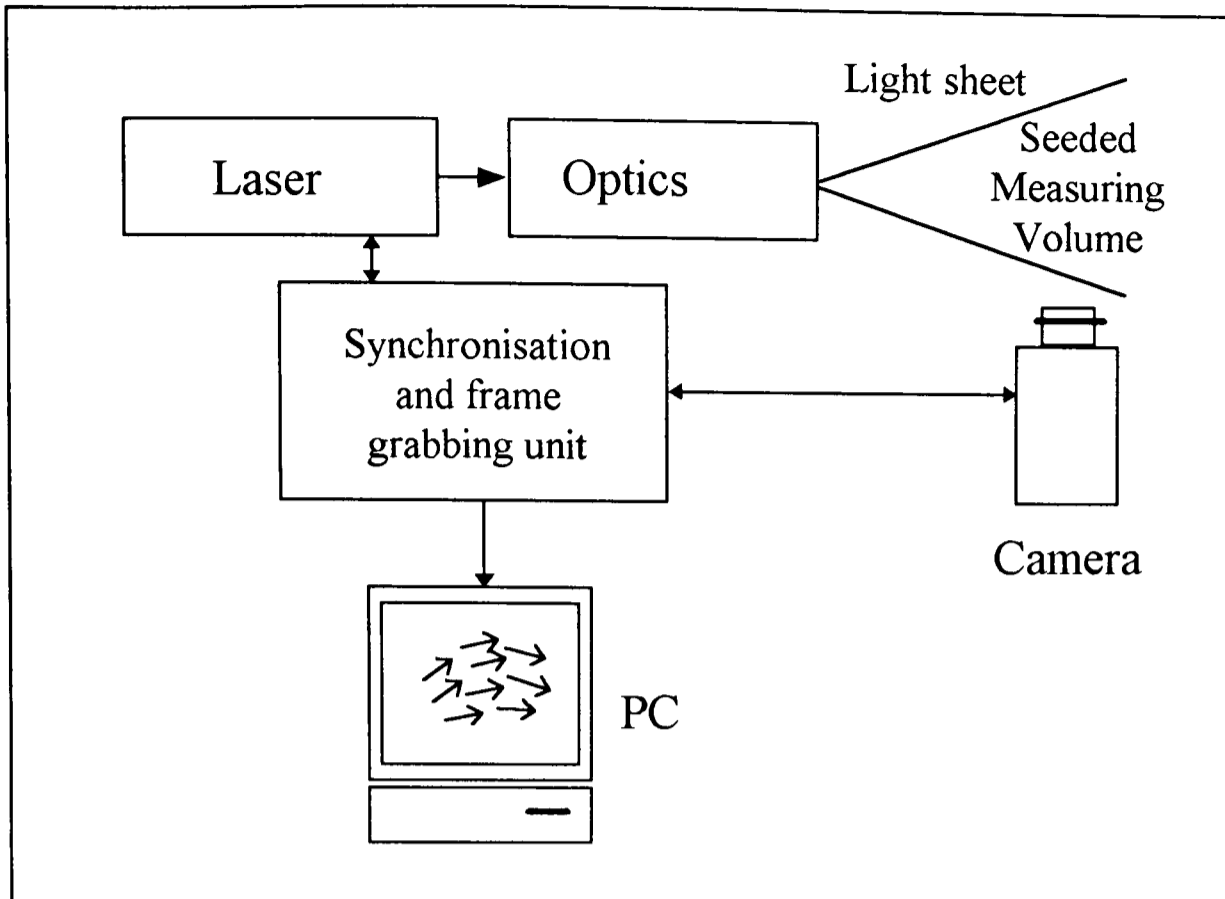 Light sheet
Laser
Optics
Seeded
Measuring
Volume
Synchronisation
and frame
grabbing unit
Camera
PC